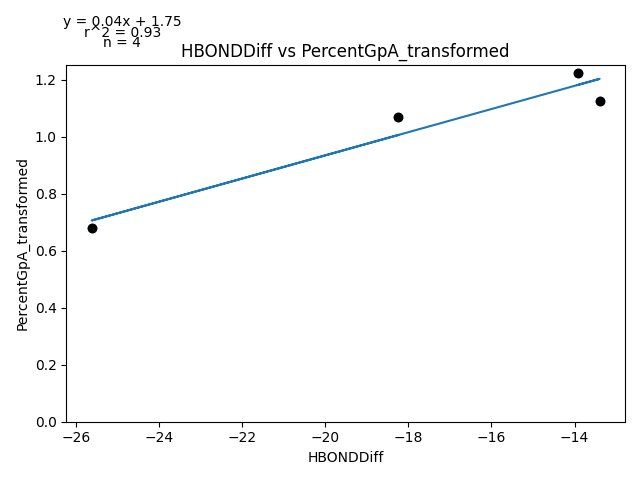 y = 0.04x + 1.75
r^2 = 0.93
n = 4
HBONDDiff vs PercentGpA_transformed
1.2
1.0
0.8
0.6
0.4
0.2
0.0
PercentGpA_transformed
−26 −24 −22 −20 −18 −16 −14
HBONDDiff